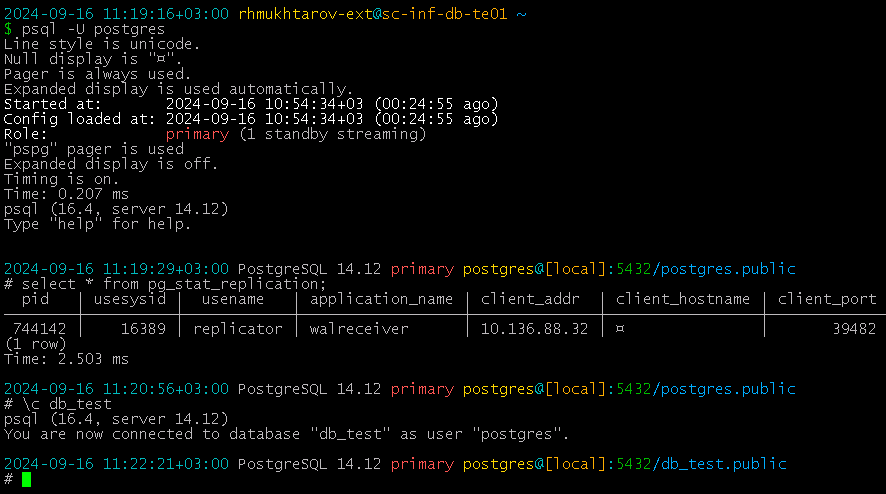 2024-09-16 11:19:16+03:00 rhmukhtarov-ext@sc-inf-db-te01 ~
$ psql -U postgres
Line style is unicode.
Null display is "¤".
Pager is always used.
Expanded display is used automatically.
Started at:       2024-09-16 10:54:34+03 (00:24:55 ago)
Config loaded at: 2024-09-16 10:54:34+03 (00:24:55 ago)
Role:             primary (1 standby streaming)
"pspg" pager is used
Expanded display is off.
Timing is on.
Time: 0.207 ms
psql (16.4, server 14.12)
Type "help" for help.
2024-09-16 11:19:29+03:00 PostgreSQL 14.12 primary postgres@[local]:5432/postgres.public
# select * from pg_stat_replication;
pid │ usesysid │ usename │ application_name │ client_addr │ client_hostname │ client_port
744142 │ 16389 │ replicator │ walreceiver │ 10.136.88.32 │ ¤ │ 39482
(1 row)
Time: 2.503 ms
2024-09-16 11:20:56+03:00 PostgreSQL 14.12 primary postgres@[local]:5432/postgres.public
# \c db_test
psql (16.4, server 14.12)
You are now connected to database "db_test" as user "postgres".
2024-09-16 11:22:21+03:00 PostgreSQL 14.12 primary postgres@[local]:5432/db_test.public
#